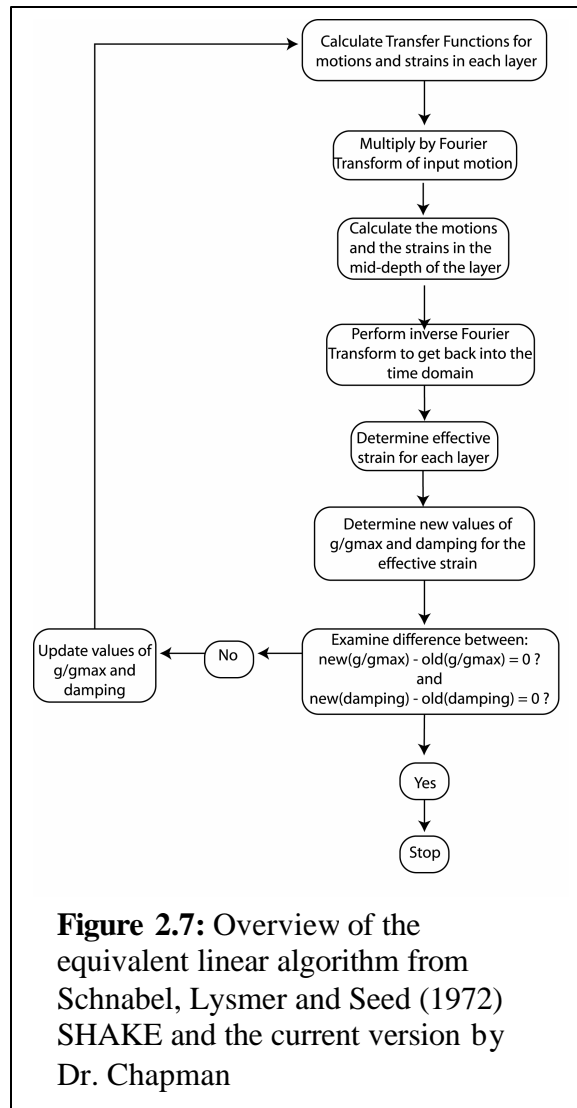 Calculate Transfer Functions for
motions and strains in each layer
Multiply by Fourier
Transform of input motion
Calculate the motions
and the strains in the
mid-depth of the layer
Perform inverse Fourier
Transform to get back into the
time domain
Determine effective
strain for each layer
Determine new values of
g/gmax and damping for the
effective strain
Examine difference between:
new(g/gmax) - old(g/gmax) = 0 ?
and
new(damping) - old(damping) = 0 ?
No
Update values of
g/gmax and
damping
Yes
Stop
Figure 2.7: Overview of the
equivalent linear algorithm from
Schnabel, Lysmer and Seed (1972)
SHAKE and the current version by
Dr. Chapman